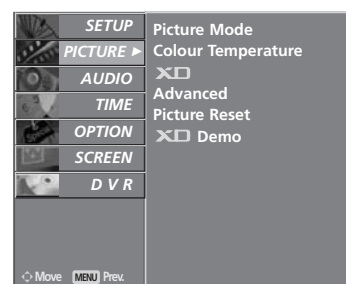 SETUP
PICTURE ►
AUDIO
TIME
OPTION
SCREEN
D V R
Picture Mode
Colour Temperature
XD
Advanced
Picture Reset
XD Demo
Move MENU Prev.